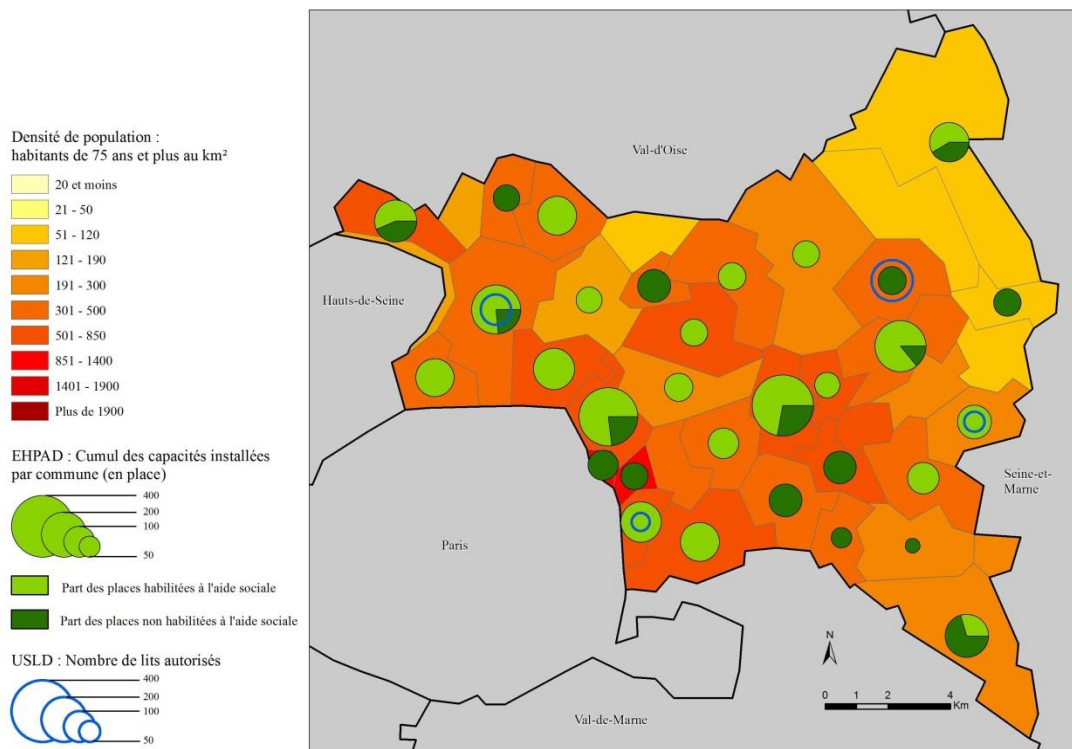 Densité de population :
habitants de 75 ans et plus au km²
20 et moins
21 - 50
51 - 120
121 - 190
191 - 300
301 - 500
501 - 850
851 - 1400
1401 - 1900
Plus de 1900
EHPAD : Cumul des capacités installées
par commune (en place)
400
200
100
50
Part des places habilitées à l'aide sociale
Part des places non habilitées à l'aide sociale
USLD : Nombre de lits autorisés
400
200
100
50
Val-d'Oise
Hauts-de-Seine
Seine-et-
Marne
Paris
Val-de-Marne
N
0 1 2 4
Km